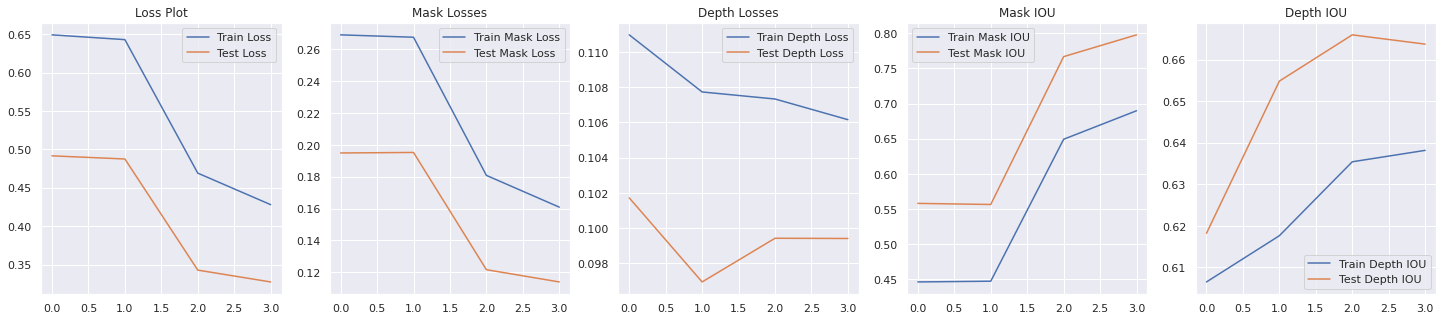 Loss Plot
Train Loss
Test Loss
0.65
0.60
0.55
0.50
0.45
0.40
0.35
0.0 0.5 1.0 1.5 2.0 2.5 3.0
Mask Losses
Train Mask Loss
Test Mask Loss
0.26
0.24
0.22
0.20
0.18
0.16
0.14
0.12
0.0 0.5 1.0 1.5 2.0 2.5 3.0
Depth Losses
Train Depth Loss
Test Depth Loss
0.110
0.108
0.106
0.104
0.102
0.100
0.098
0.0 0.5 1.0 1.5 2.0 2.5 3.0
Mask IOU
Train Mask IOU
Test Mask IOU
0.80
0.75
0.70
0.65
0.60
0.55
0.50
0.45
0.0 0.5 1.0 1.5 2.0 2.5 3.0
Depth IOU
0.66
0.65
0.64
0.63
0.62
0.61
Train Depth IOU
Test Depth IOU
0.0 0.5 1.0 1.5 2.0 2.5 3.0